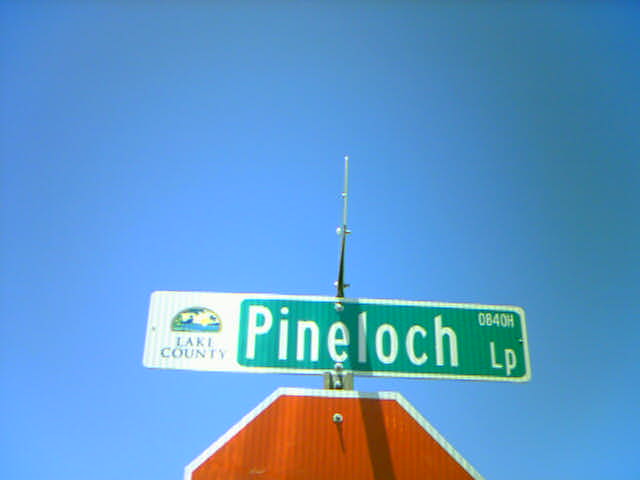 LAKE
COUNTY
Pineloch
0840H
Lp